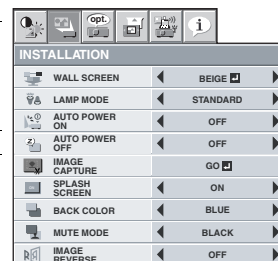 opt.
i
INSTALLATION
WALL SCREEN BEIGE
LAMP MODE STANDARD
AUTO POWER
ON OFF
AUTO POWER
OFF OFF
IMAGE
CAPTURE GO
SPLASH
SCREEN ON
BACK COLOR BLUE
MUTE MODE BLACK
IMAGE
REVERSE OFF